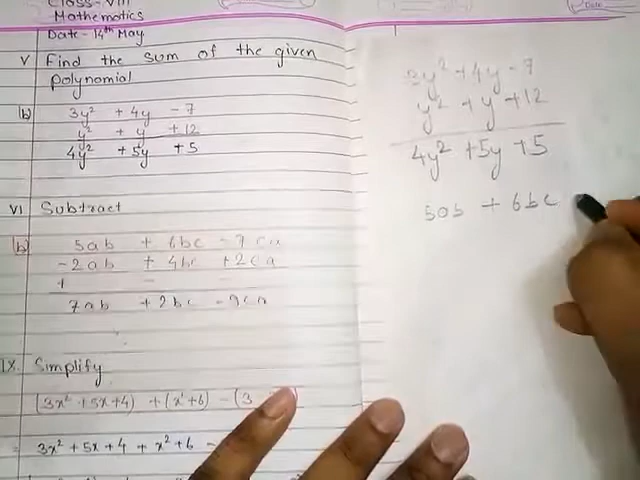 Class-VIII
Mathematics
Date - 14th May
V Find the sum of the given
polynomial
(b) 3y² + 4y - 7
y² + y + 12
4y² + 5y + 5
VI Subtract
(b) 5ab + 6bc - 7ca
-2ab + 4bc + 2ca
+ - -
7ab + 2bc - 9ca
IX. Simplify
(3x² + 5x + 4) + (x² + 6) - (3
3x² + 5x + 4 + x² + 6 -
3y² + 4y - 7
y² + y + 12
4y² + 5y + 5
5ab + 6bc
Date